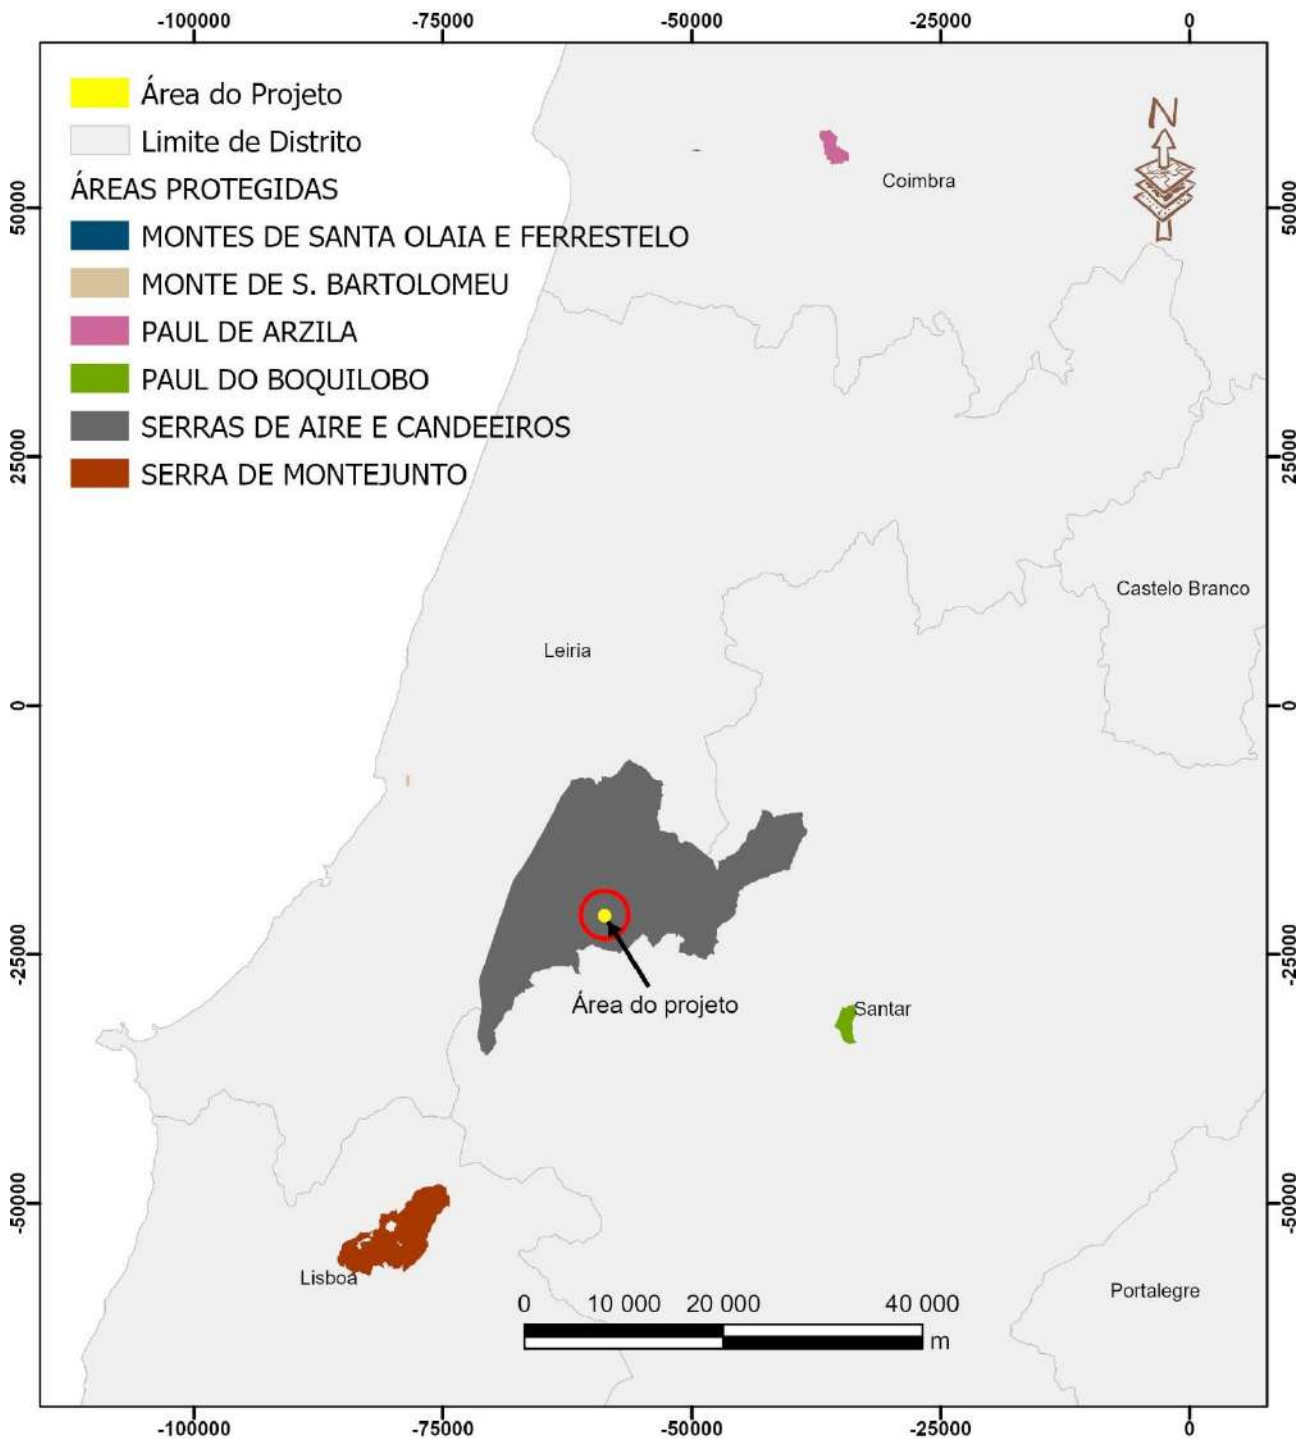 -100000 -75000 -50000 -25000 0
Área do Projeto
Limite de Distrito
ÁREAS PROTEGIDAS
MONTES DE SANTA OLAIA E FERRESTELO
MONTE DE S. BARTOLOMEU
PAUL DE ARZILA
PAUL DO BOQUILOBO
SERRAS DE AIRE E CANDEEIROS
SERRA DE MONTEJUNTO
N
Coimbra
50000 50000
25000 25000
Castelo Branco
Leiria
0 0
-25000 -25000
Área do projeto
Santar
-50000 -50000
Lisboa
Portalegre
0 10 000 20 000 40 000
m
-100000 -75000 -50000 -25000 0